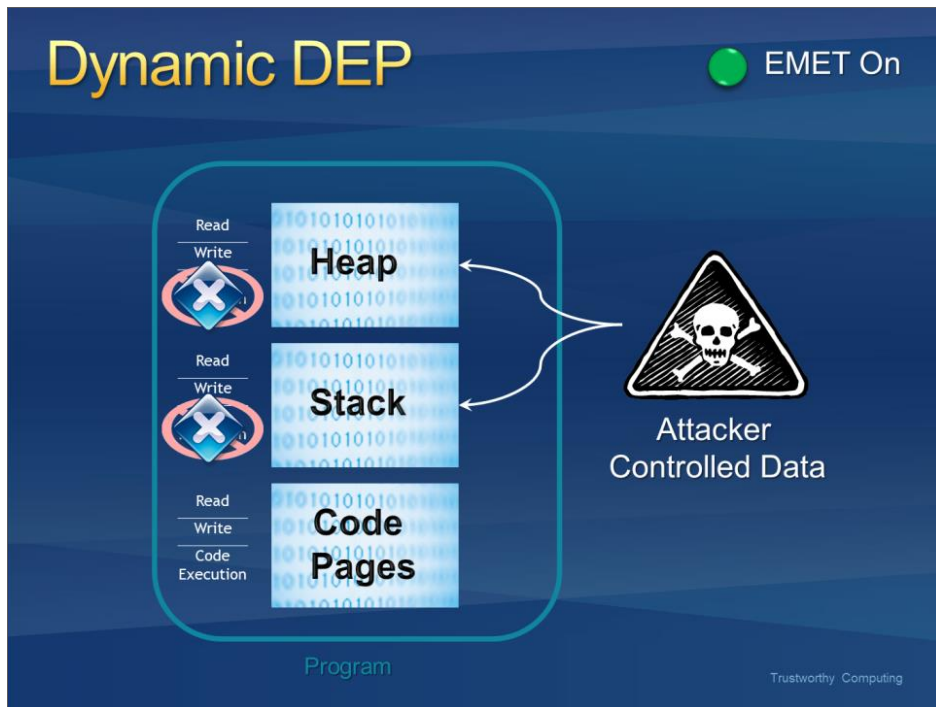 Dynamic DEP
EMET On
Read
Write
Heap
Read
Write
Stack
Read
Write
Code
Execution
Code
Pages
Attacker
Controlled Data
Program
Trustworthy Computing